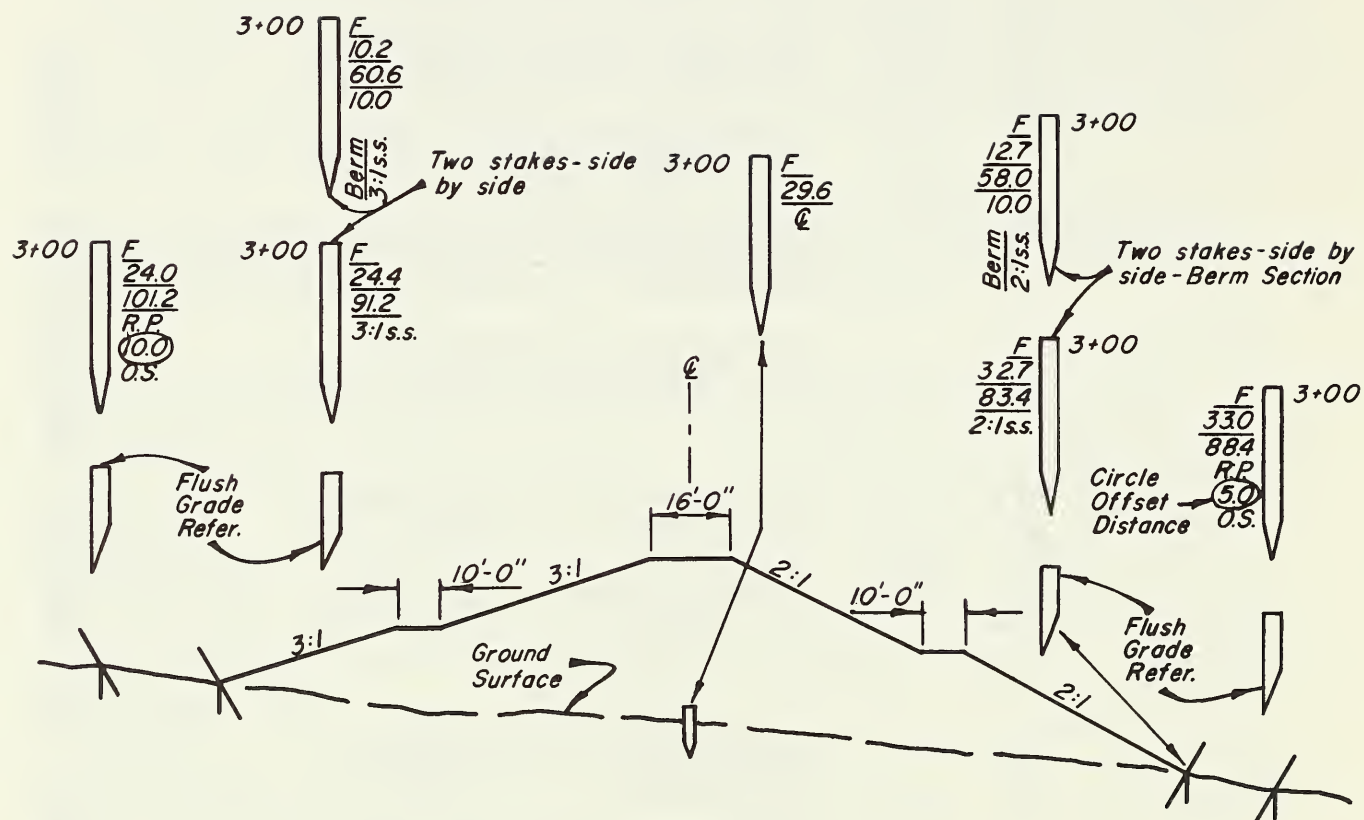 3+00
F
10.2
60.6
10.0
Berm
3:1 s.s.
Two stakes-side
by side
3+00
F
24.0
101.2
R.P.
10.0
O.S.
3+00
F
24.4
91.2
3:1 s.s.
3+00
F
29.6
℄
F
12.7
58.0
10.0
3+00
Berm
2:1 s.s.
Two stakes-side by
side-Berm Section
F
32.7
83.4
2:1 s.s.
3+00
F
33.0
88.4
R.P.
5.0
O.S.
3+00
Circle
Offset
Distance
Flush
Grade
Refer.
℄
16'-0"
10'-0"
3:1
3:1
2:1
10'-0"
2:1
Ground
Surface
Flush
Grade
Refer.